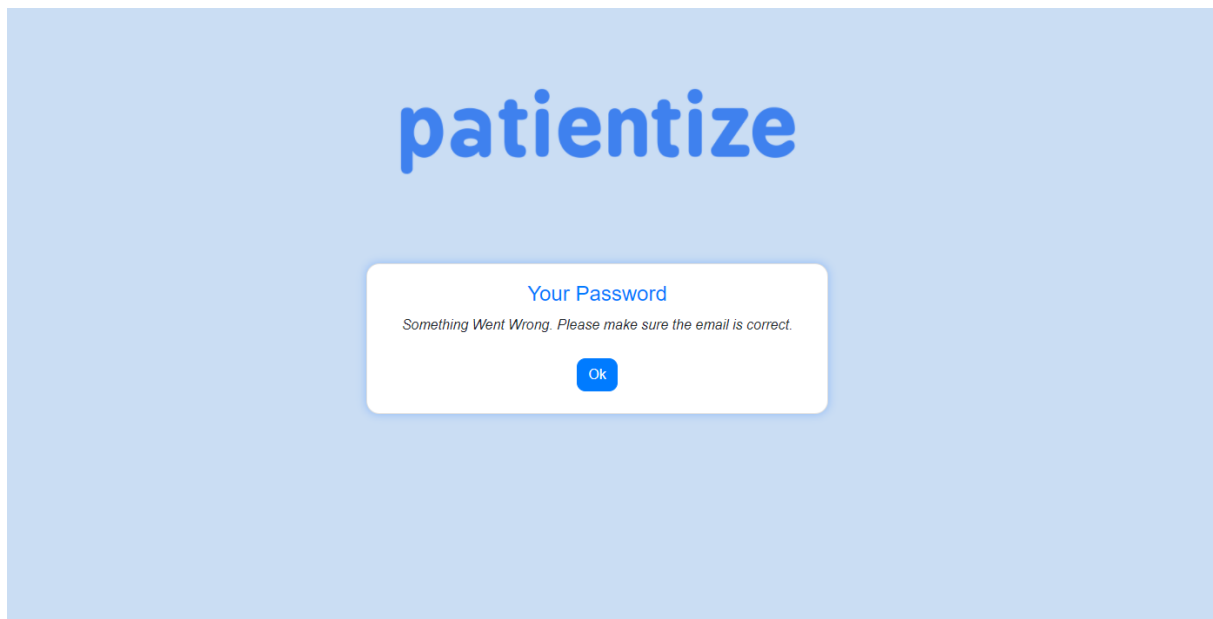 patientize
Your Password
Something Went Wrong. Please make sure the email is correct.
Ok